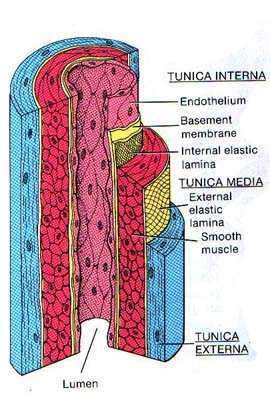 TUNICA INTERNA
Endothelium
Basement
membrane
Internal elastic
lamina
TUNICA MEDIA
External
elastic
lamina
Smooth
muscle
TUNICA
EXTERNA
Lumen